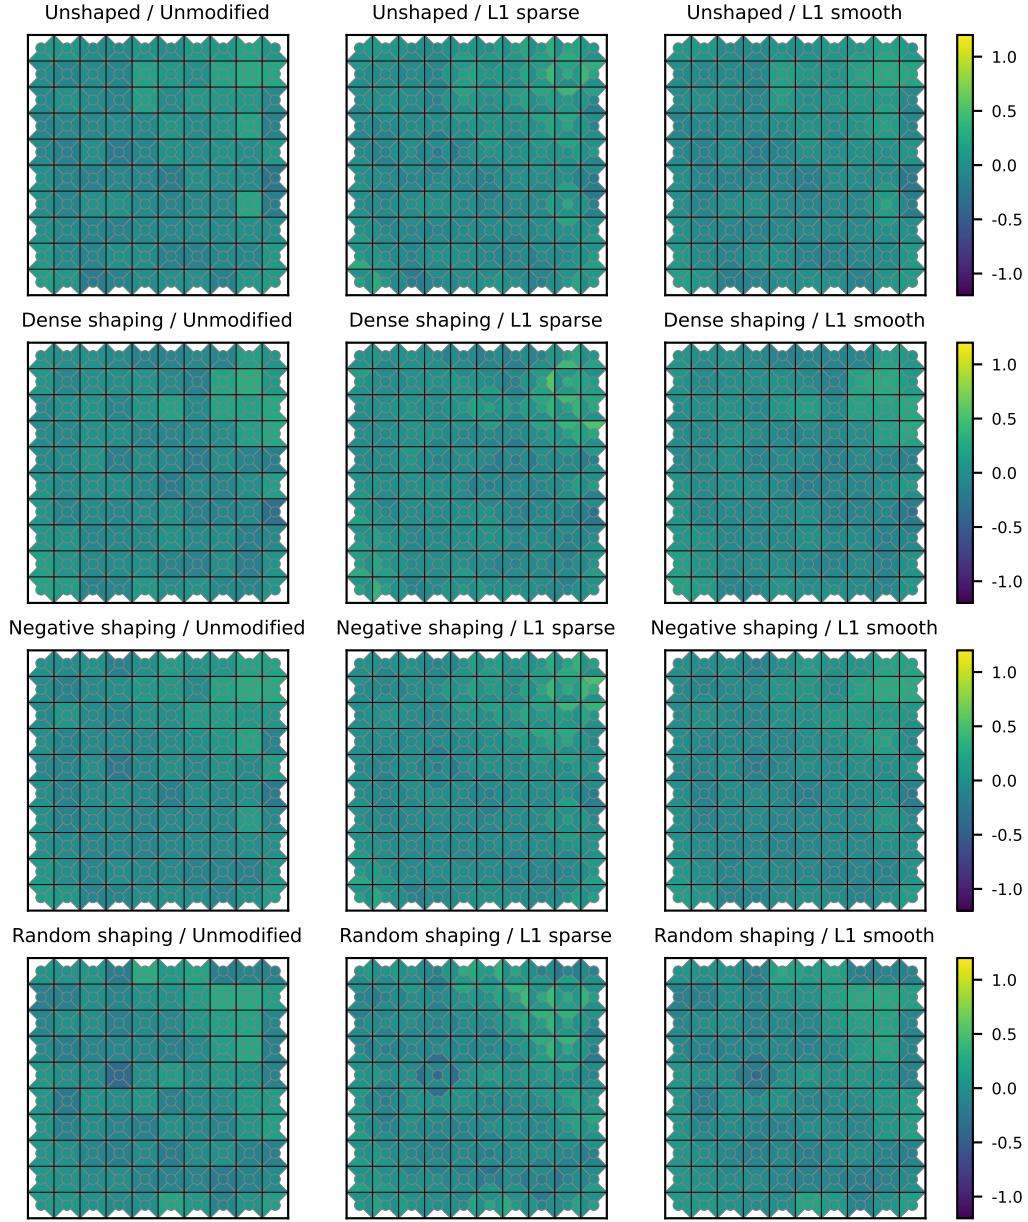 Unshaped / Unmodified
Unshaped / L1 sparse
Unshaped / L1 smooth
1.0
0.5
0.0
-0.5
-1.0
Dense shaping / Unmodified
Dense shaping / L1 sparse
Dense shaping / L1 smooth
1.0
0.5
0.0
-0.5
-1.0
Negative shaping / Unmodified
Negative shaping / L1 sparse
Negative shaping / L1 smooth
1.0
0.5
0.0
-0.5
-1.0
Random shaping / Unmodified
Random shaping / L1 sparse
Random shaping / L1 smooth
1.0
0.5
0.0
-0.5
-1.0